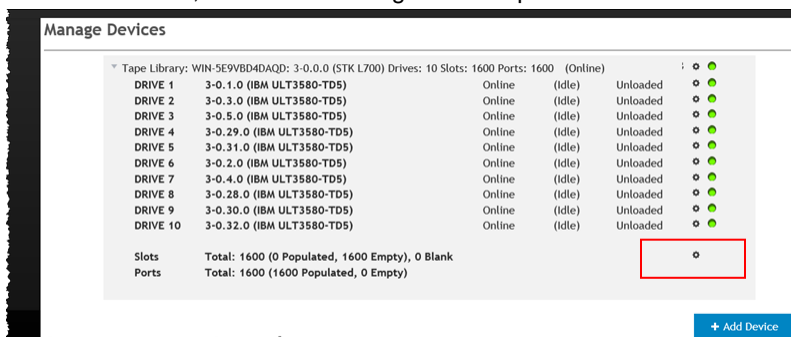 Manage Devices
Tape Library: WIN-5E9VBD4DAQD: 3-0.0.0 (STK L700) Drives: 10 Slots: 1600 Ports: 1600 (Online)
DRIVE 1 3-0.1.0 (IBM ULT3580-TD5) Online (Idle) Unloaded
DRIVE 2 3-0.3.0 (IBM ULT3580-TD5) Online (Idle) Unloaded
DRIVE 3 3-0.5.0 (IBM ULT3580-TD5) Online (Idle) Unloaded
DRIVE 4 3-0.29.0 (IBM ULT3580-TD5) Online (Idle) Unloaded
DRIVE 5 3-0.31.0 (IBM ULT3580-TD5) Online (Idle) Unloaded
DRIVE 6 3-0.2.0 (IBM ULT3580-TD5) Online (Idle) Unloaded
DRIVE 7 3-0.4.0 (IBM ULT3580-TD5) Online (Idle) Unloaded
DRIVE 8 3-0.28.0 (IBM ULT3580-TD5) Online (Idle) Unloaded
DRIVE 9 3-0.30.0 (IBM ULT3580-TD5) Online (Idle) Unloaded
DRIVE 10 3-0.32.0 (IBM ULT3580-TD5) Online (Idle) Unloaded
Slots Total: 1600 (0 Populated, 1600 Empty), 0 Blank
Ports Total: 1600 (1600 Populated, 0 Empty)
+ Add Device